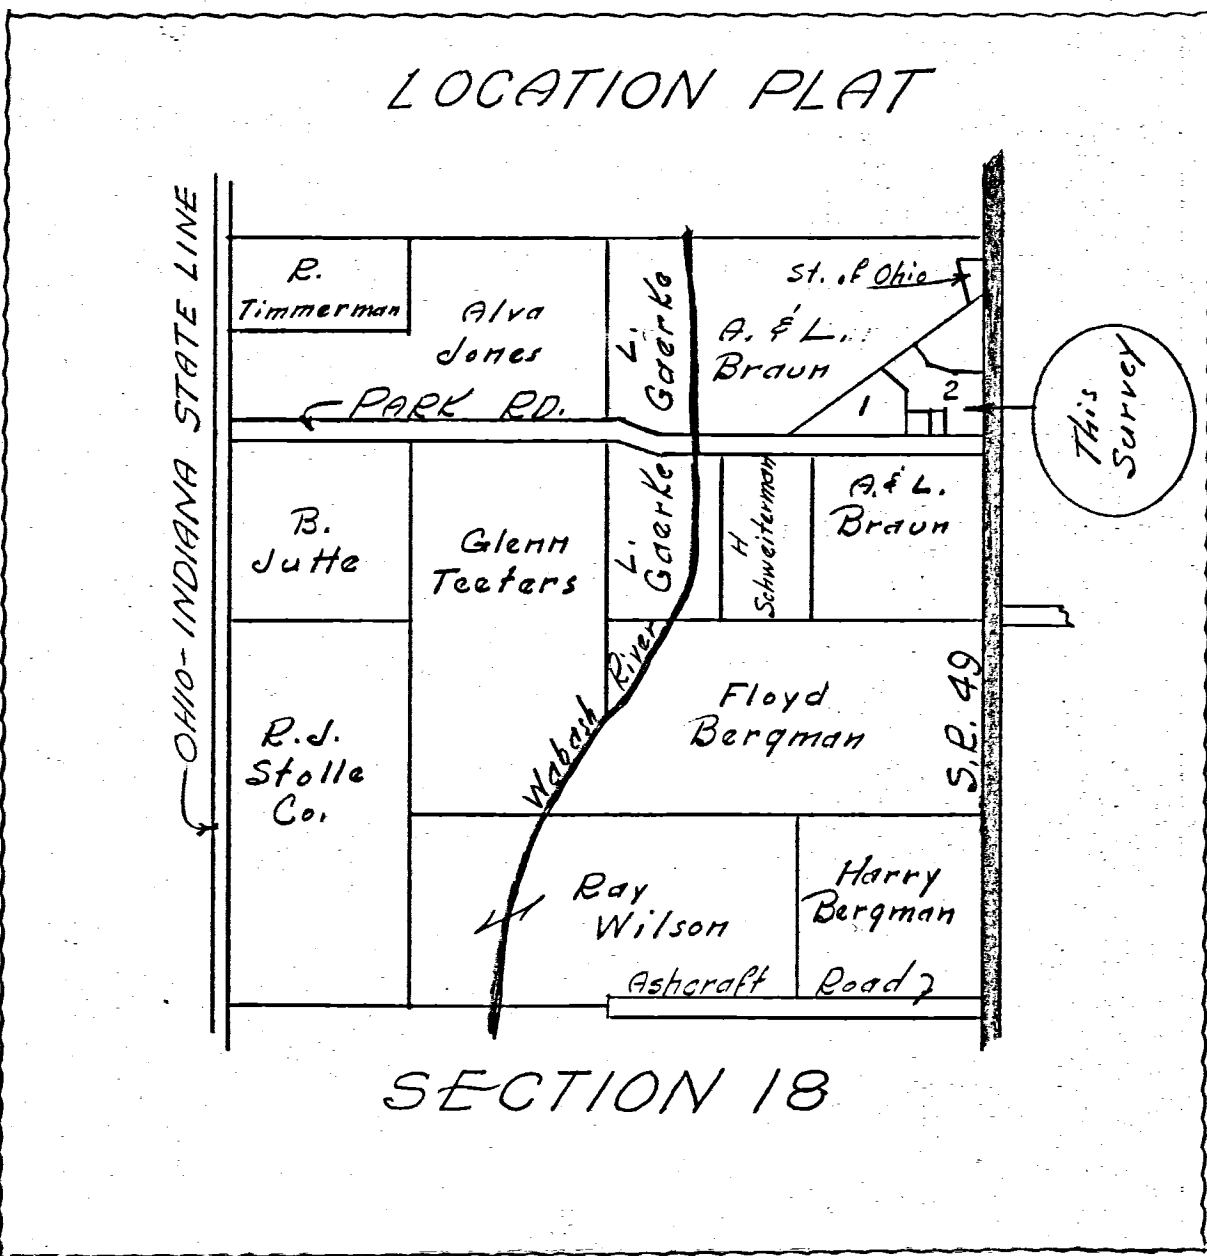 LOCATION PLAT
OHIO-INDIANA STATE LINE
R.
Timmerman
Alva
Jones
L.
Gaerke
St. of Ohio
A. & L.
Braun
1
2
This
Survey
PARK RD.
B.
Jutte
Glenn
Teeters
L.
Gaerke
H
Schweiterman
A. & L.
Braun
Wabash River
Floyd
Bergman
S.R. 49
R.J.
Stolle
Co.
Ray
Wilson
Harry
Bergman
Ashcraft Road
SECTION 18